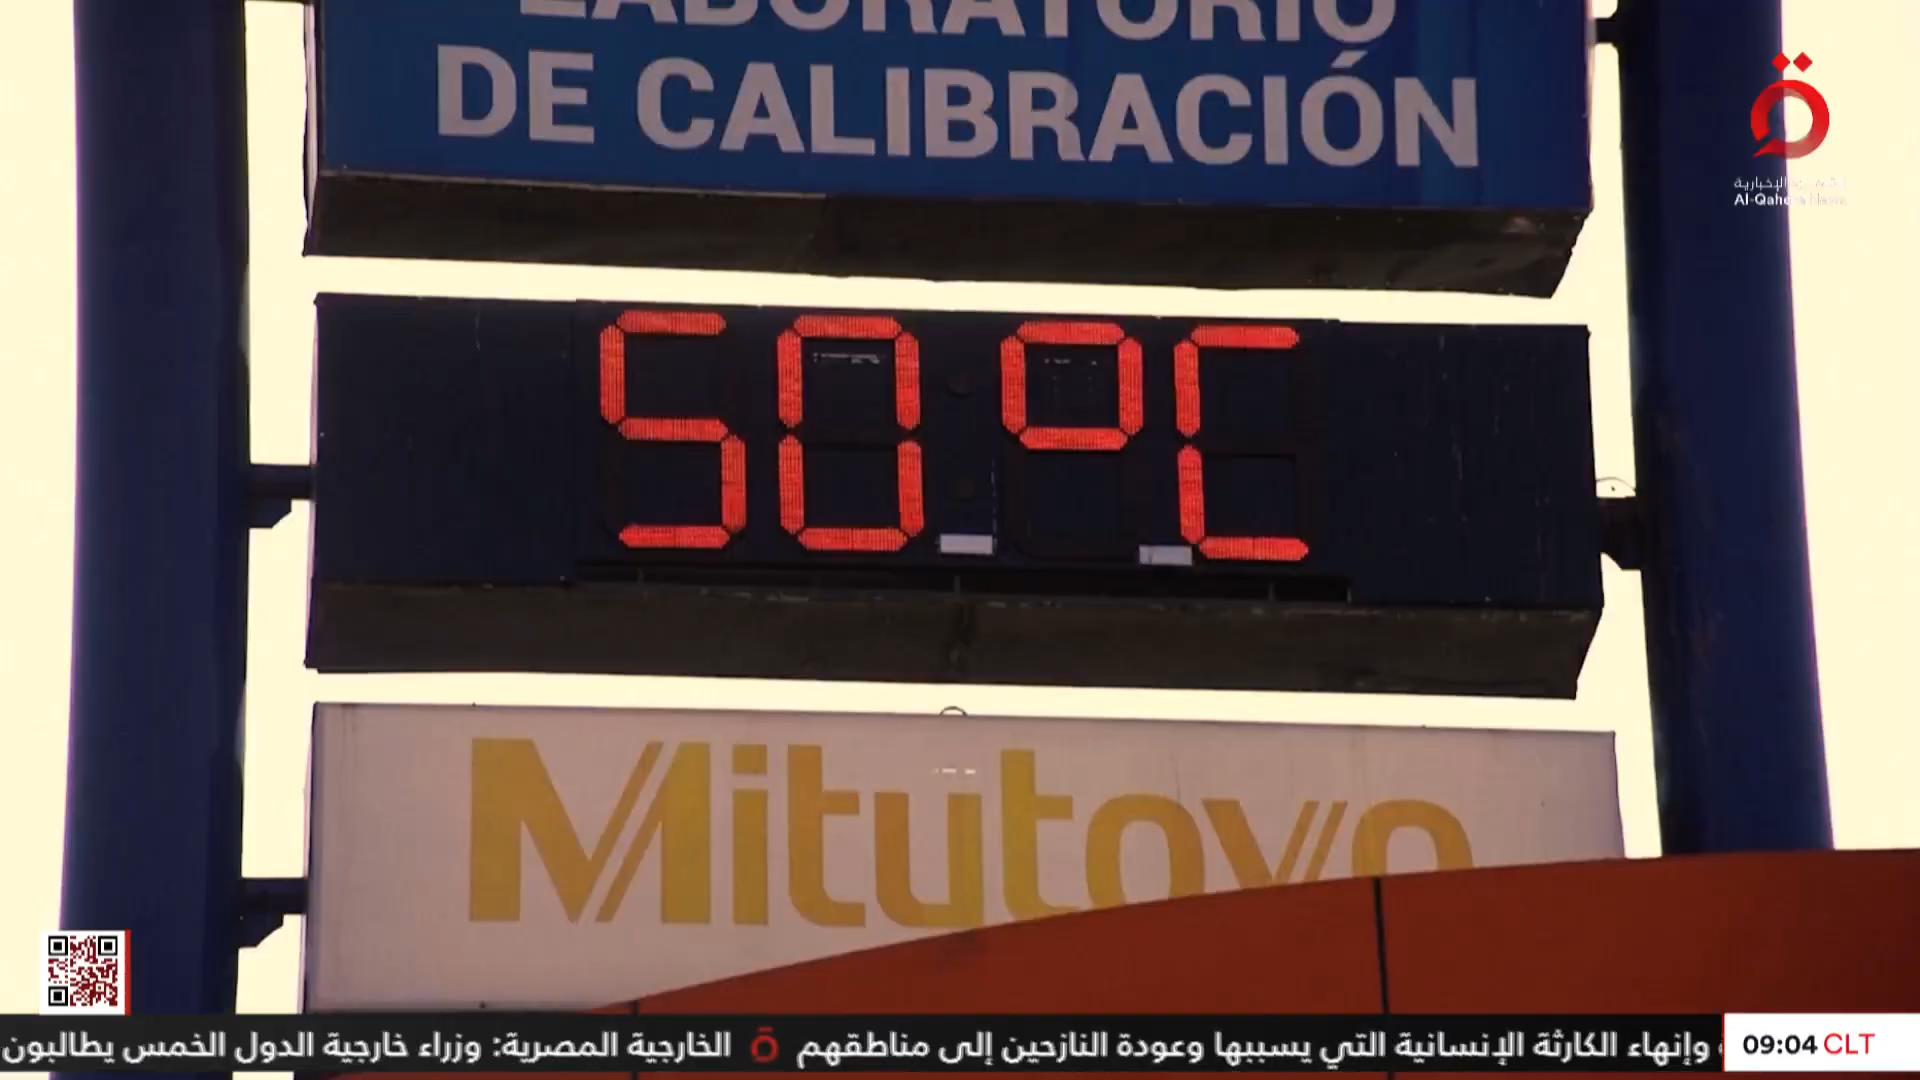 LABORATORIO
DE CALIBRACIÓN
Al-Qahera News
50 °C
Mitutoyo
وإنهاء الكارثة الإنسانية التي يسببها وعودة النازحين إلى مناطقهم
الخارجية المصرية: وزراء خارجية الدول الخمس يطالبون
09:04 CLT